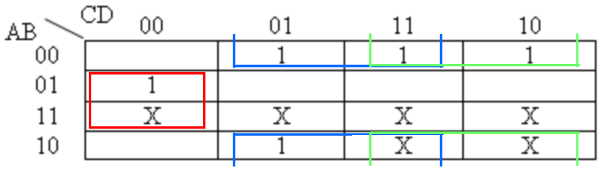 CD
AB 00 01 11 10
00 1 1 1
01 1
11 X X X X
10 1 X X